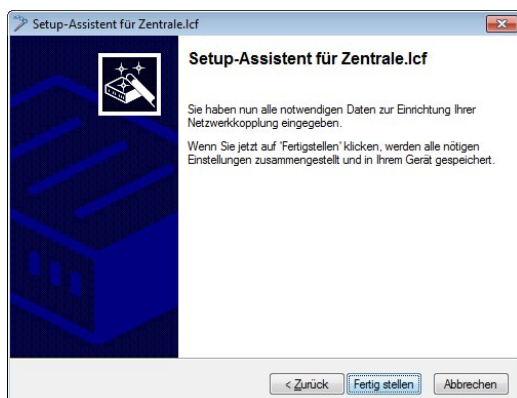 Setup-Assistent für Zentrale.lcf
Setup-Assistent für Zentrale.lcf
Sie haben nun alle notwendigen Daten zur Einrichtung Ihrer
Netzwerkkopplung eingegeben.
Wenn Sie jetzt auf 'Fertigstellen' klicken, werden alle nötigen
Einstellungen zusammengestellt und in Ihrem Gerät gespeichert.
< Zurück
Fertig stellen
Abbrechen